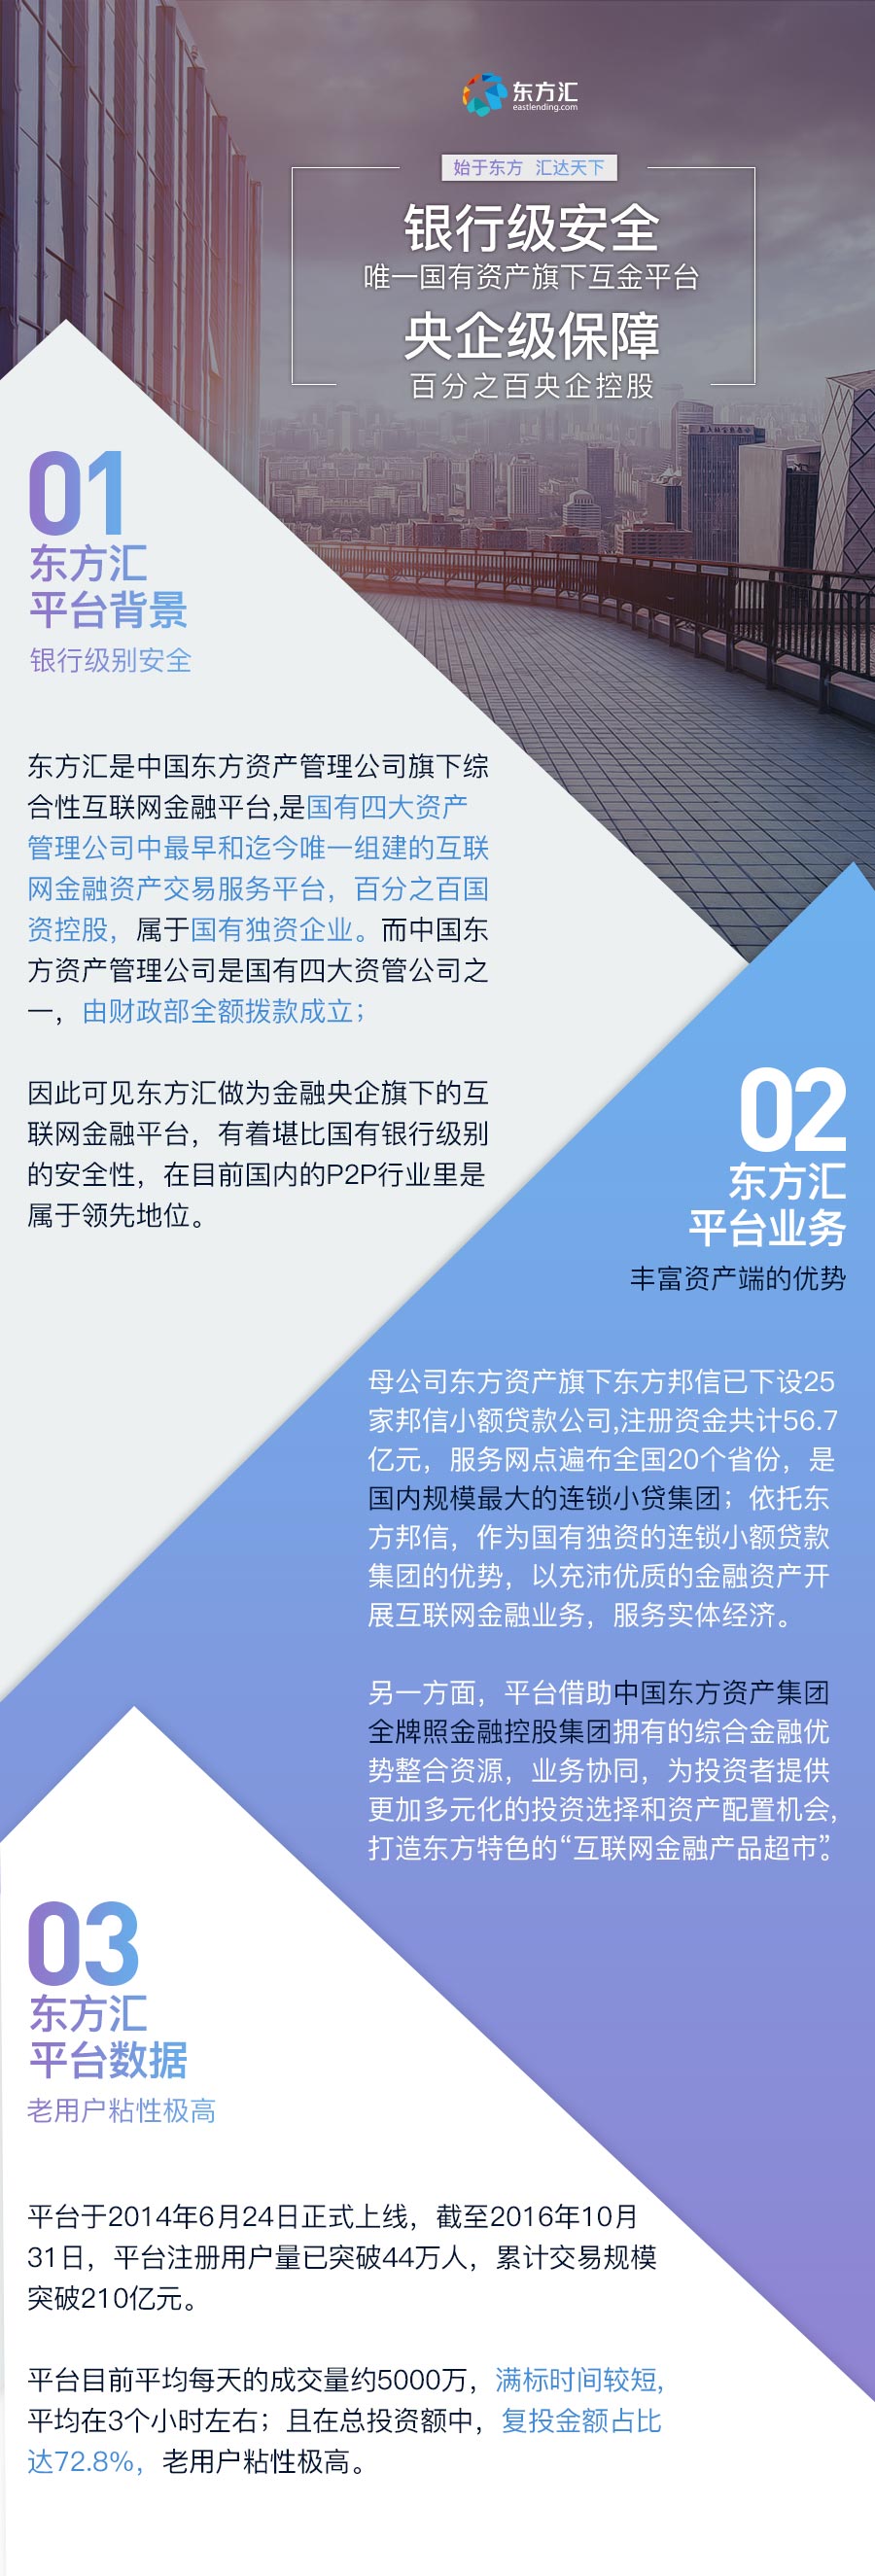 东方汇
eastlending.com
始于东方 汇达天下
银行级安全
唯一国有资产旗下互金平台
央企级保障
百分之百央企控股
01
东方汇
平台背景
银行级别安全
东方汇是中国东方资产管理公司旗下综
合性互联网金融平台,是国有四大资产
管理公司中最早和迄今唯一组建的互联
网金融资产交易服务平台，百分之百国
资控股，属于国有独资企业。而中国东
方资产管理公司是国有四大资管公司之
一，由财政部全额拨款成立；
因此可见东方汇做为金融央企旗下的互
联网金融平台，有着堪比国有银行级别
的安全性，在目前国内的P2P行业里是
属于领先地位。
02
东方汇
平台业务
丰富资产端的优势
母公司东方资产旗下东方邦信已下设25
家邦信小额贷款公司,注册资金共计56.7
亿元，服务网点遍布全国20个省份，是
国内规模最大的连锁小贷集团；依托东
方邦信，作为国有独资的连锁小额贷款
集团的优势，以充沛优质的金融资产开
展互联网金融业务，服务实体经济。
另一方面，平台借助中国东方资产集团
全牌照金融控股集团拥有的综合金融优
势整合资源，业务协同，为投资者提供
更加多元化的投资选择和资产配置机会,
打造东方特色的“互联网金融产品超市”。
03
东方汇
平台数据
老用户粘性极高
平台于2014年6月24日正式上线，截至2016年10月
31日，平台注册用户量已突破44万人，累计交易规模
突破210亿元。
平台目前平均每天的成交量约5000万，满标时间较短,
平均在3个小时左右；且在总投资额中，复投金额占比
达72.8%，老用户粘性极高。